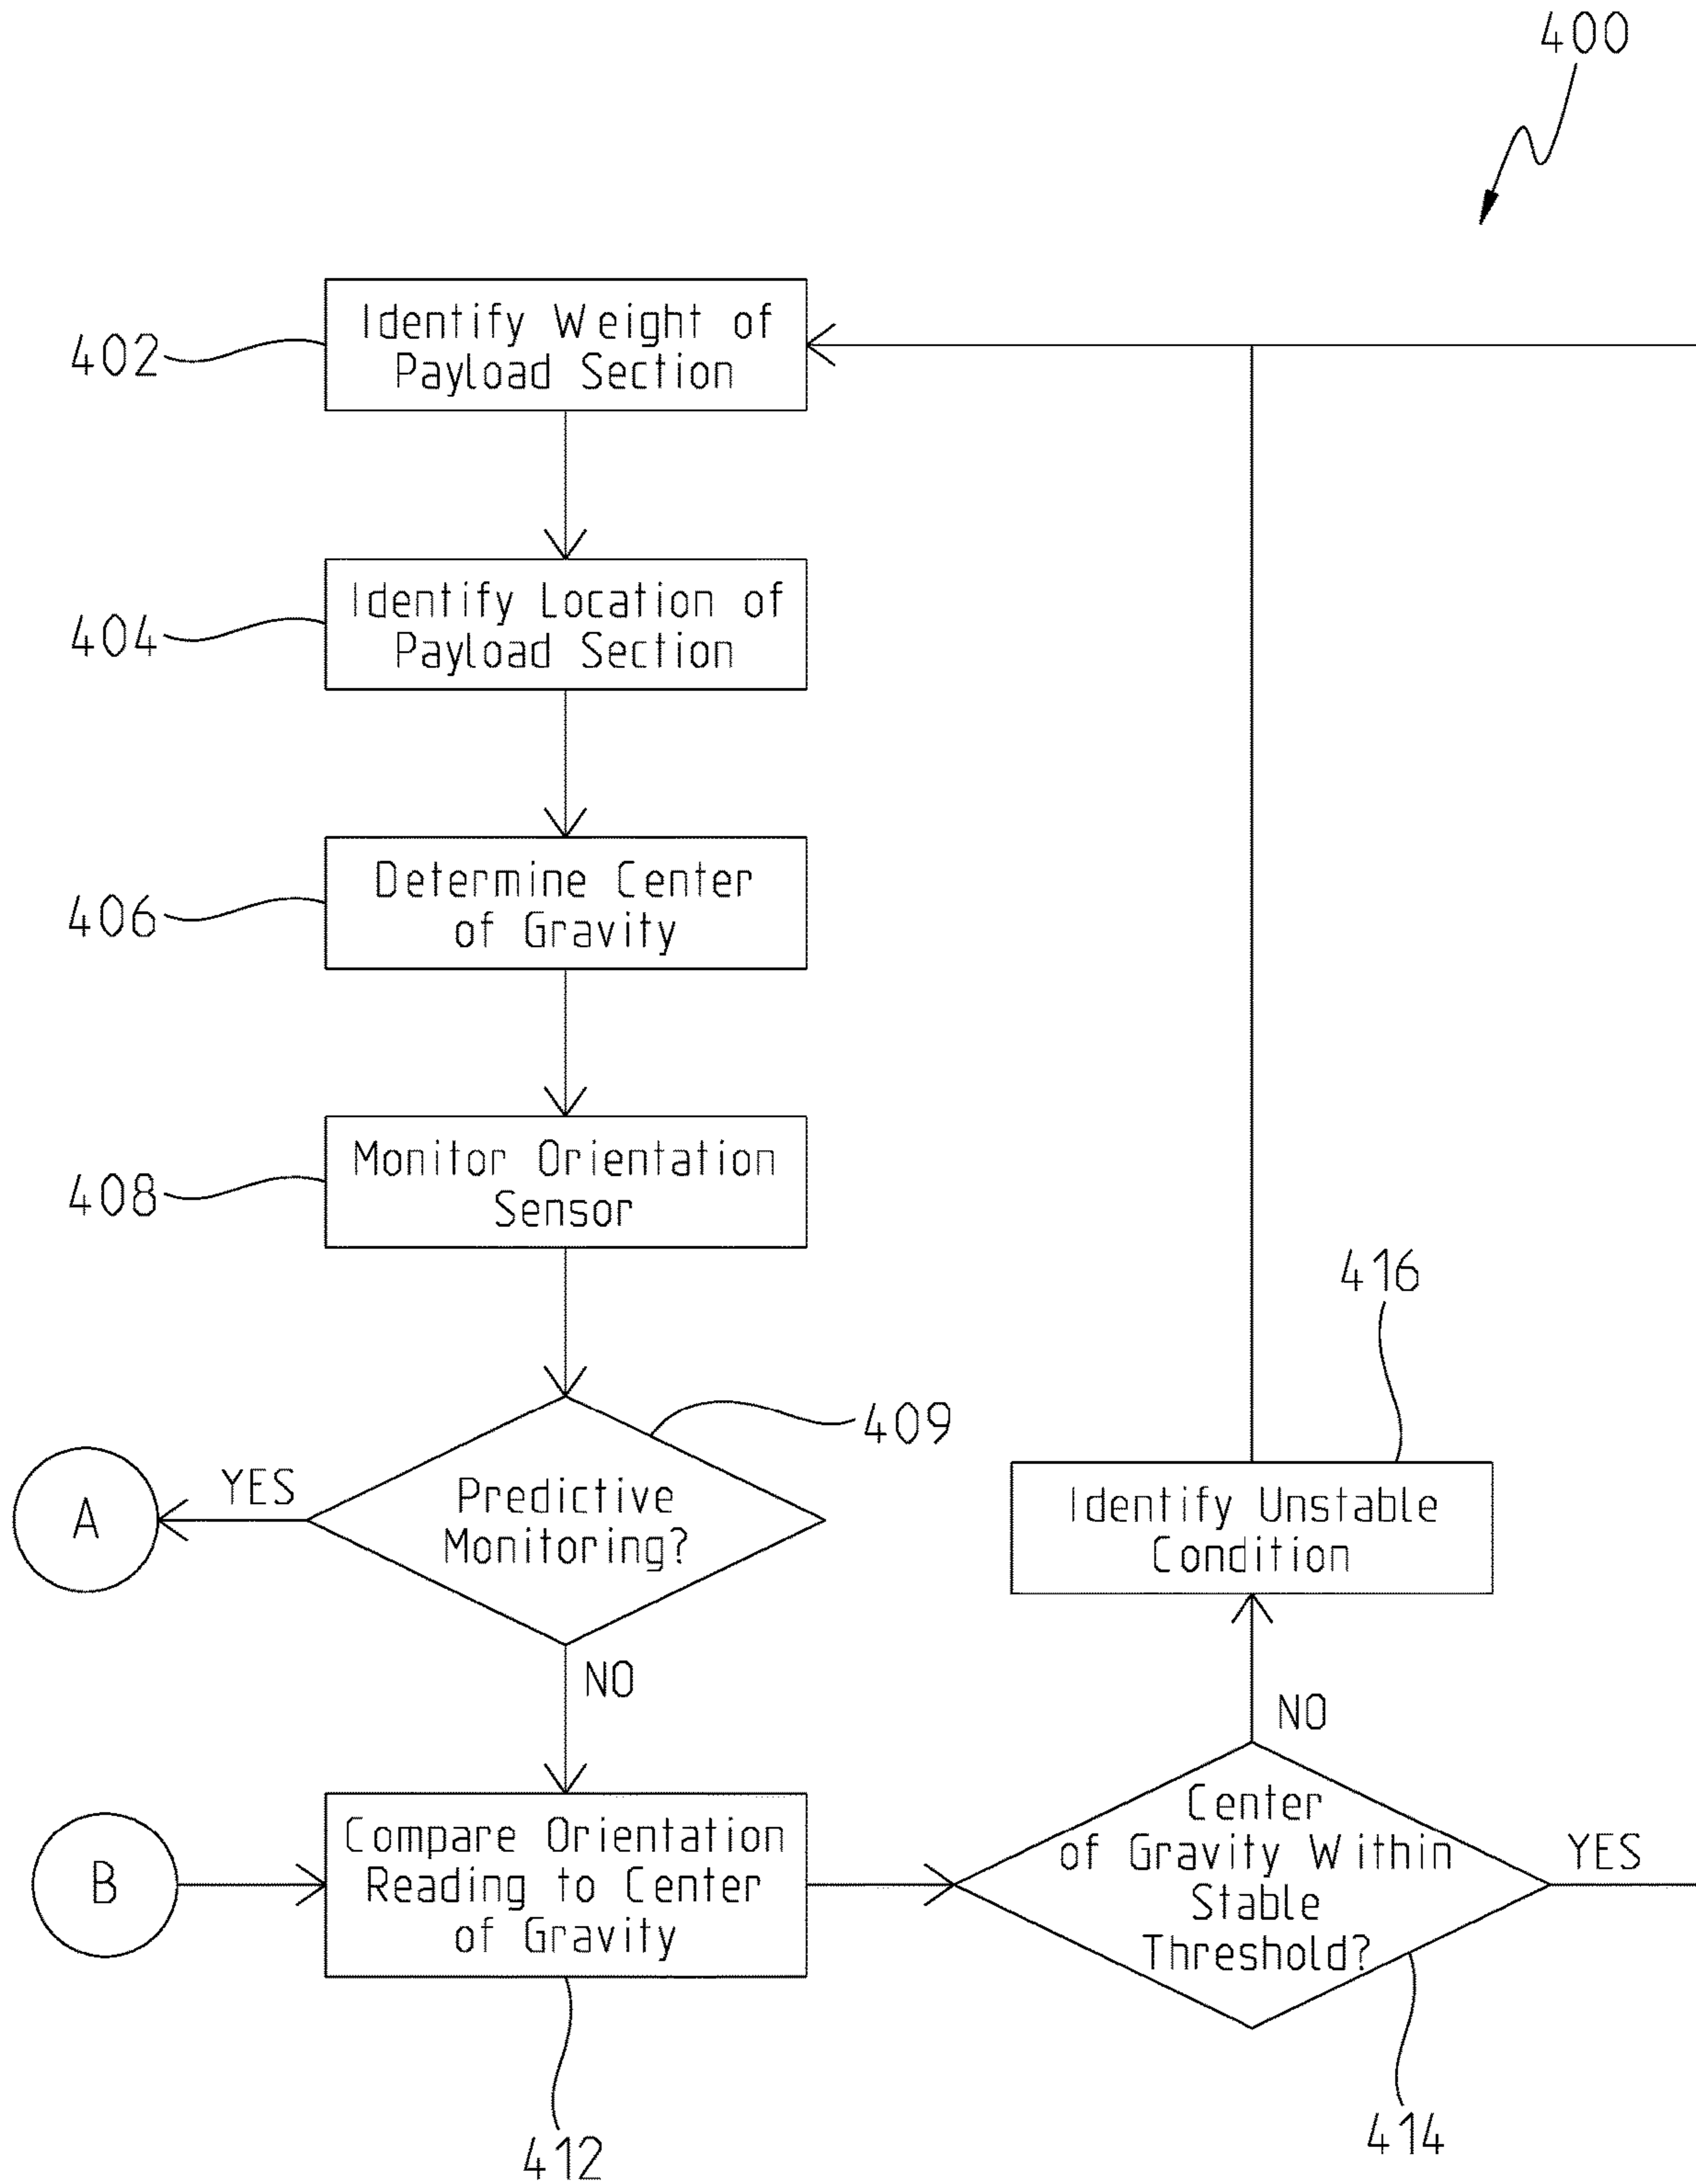 400
402
Identify Weight of
Payload Section
404
Identify Location of
Payload Section
406
Determine Center
of Gravity
408
Monitor Orientation
Sensor
416
409
A
YES
Predictive
Monitoring?
Identify Unstable
Condition
NO
NO
B
Compare Orientation
Reading to Center
of Gravity
Center
of Gravity Within
Stable
Threshold?
YES
412
414